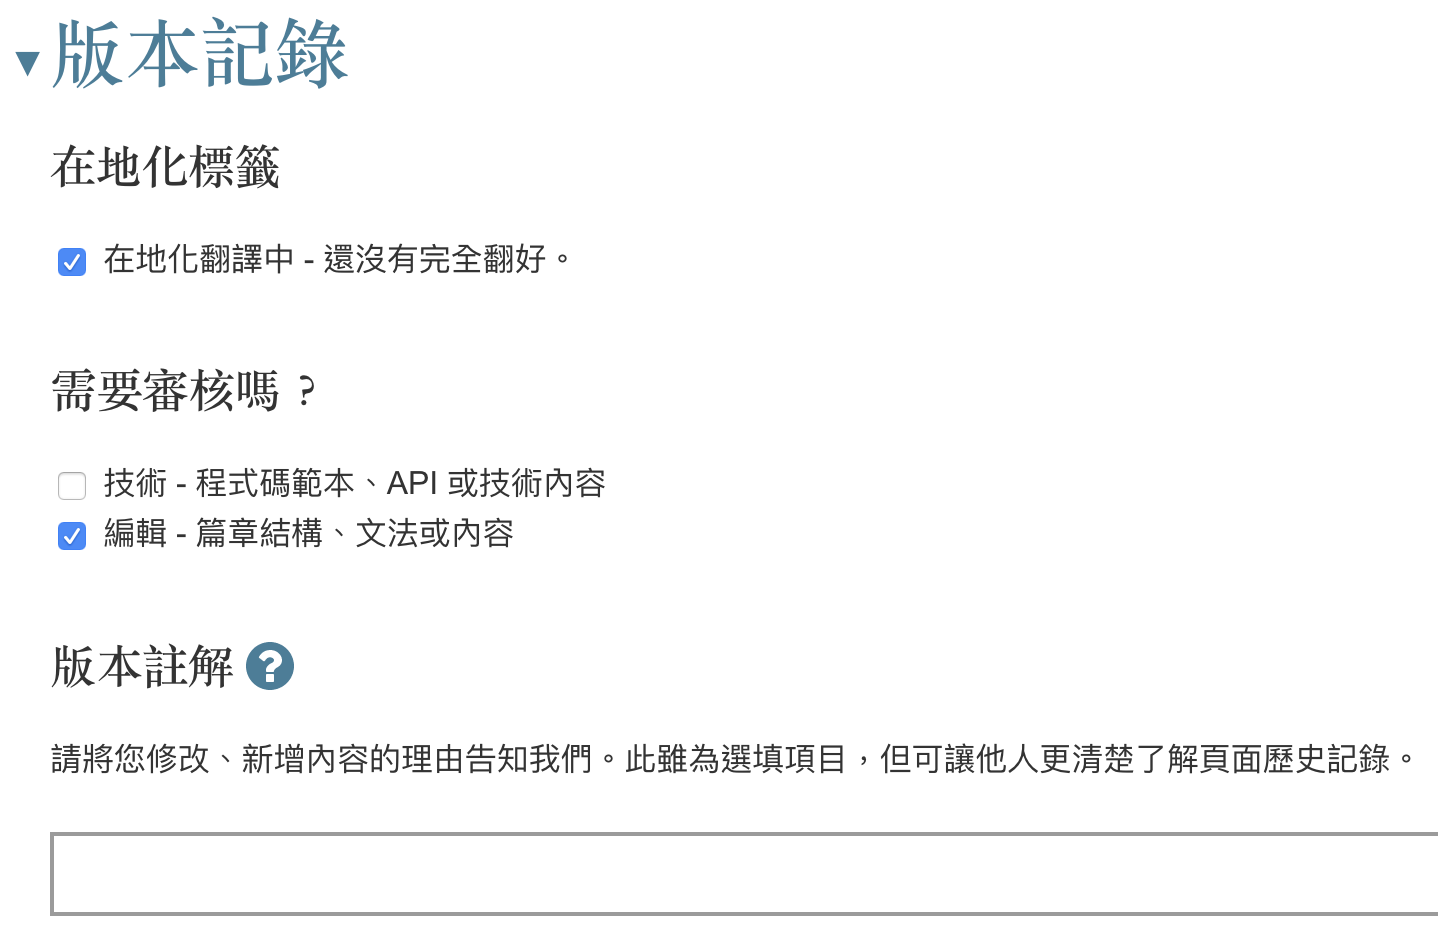 版本記錄
在地化標籤
在地化翻譯中 - 還沒有完全翻好。
需要審核嗎？
技術 - 程式碼範本、API 或技術內容
編輯 - 篇章結構、文法或內容
版本註解
請將您修改、新增內容的理由告知我們。此雖為選填項目，但可讓他人更清楚了解頁面歷史記錄。